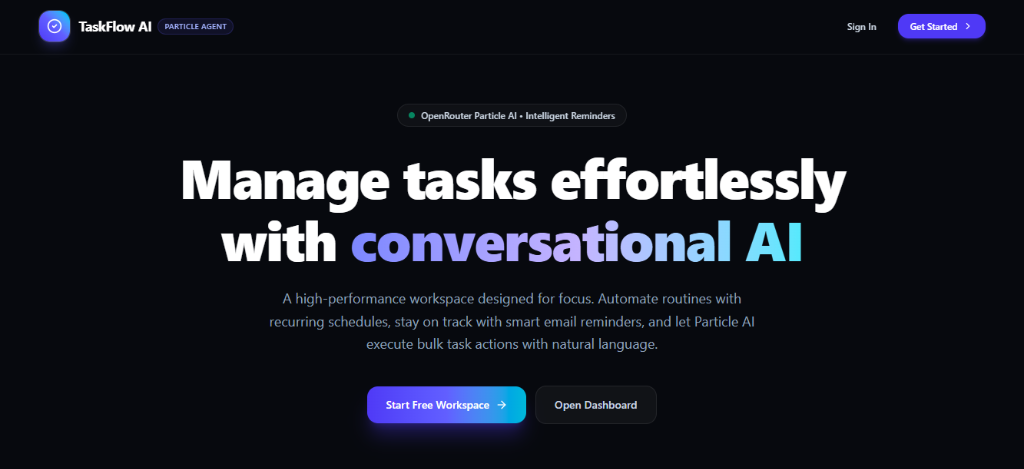 TaskFlow AI
PARTICLE AGENT
Sign In
Get Started
OpenRouter Particle AI • Intelligent Reminders
Manage tasks effortlessly
with conversational AI
A high-performance workspace designed for focus. Automate routines with
recurring schedules, stay on track with smart email reminders, and let Particle AI
execute bulk task actions with natural language.
Start Free Workspace →
Open Dashboard